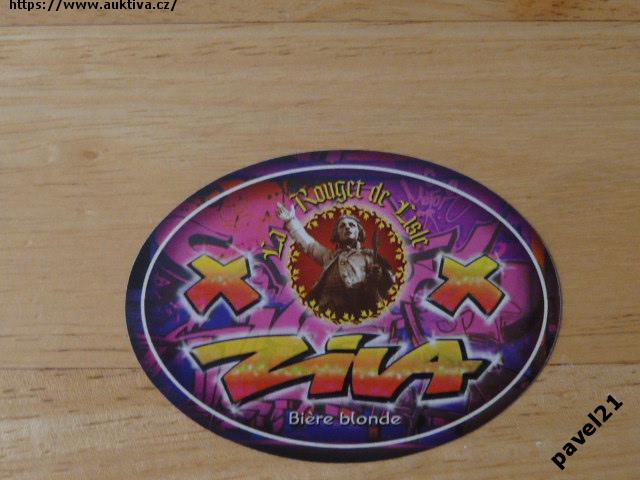 https://www.auktiva.cz/
La Rouget de Lisle
X X
ZiLA
Bière blonde
pavel21